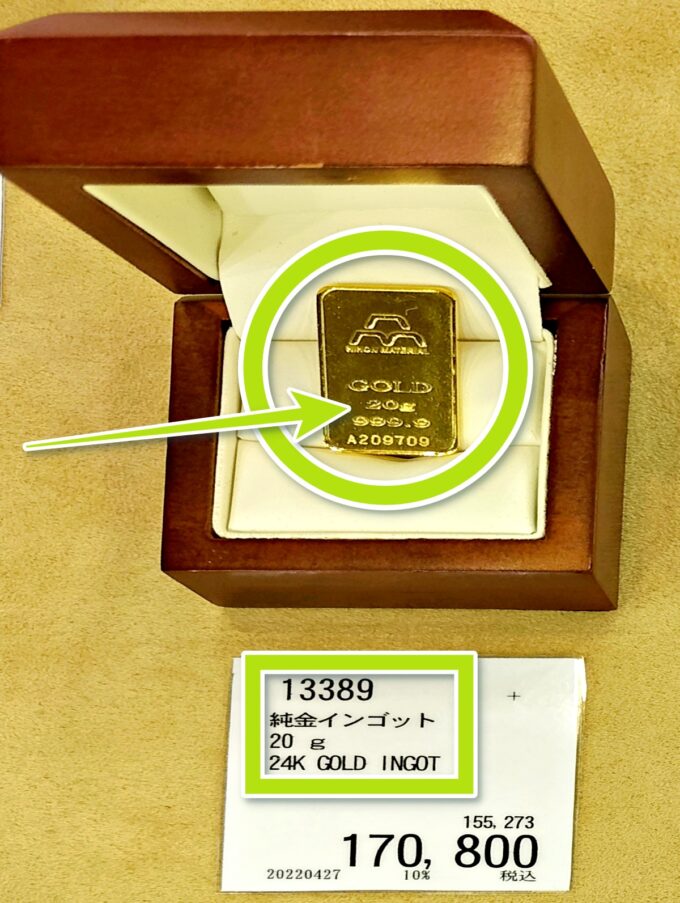 NIHON MATERIAL
GOLD
20g
999.9
A209709
13389
純金インゴット
20 g
24K GOLD INGOT
155,273
170,800
20220427 10% 税込